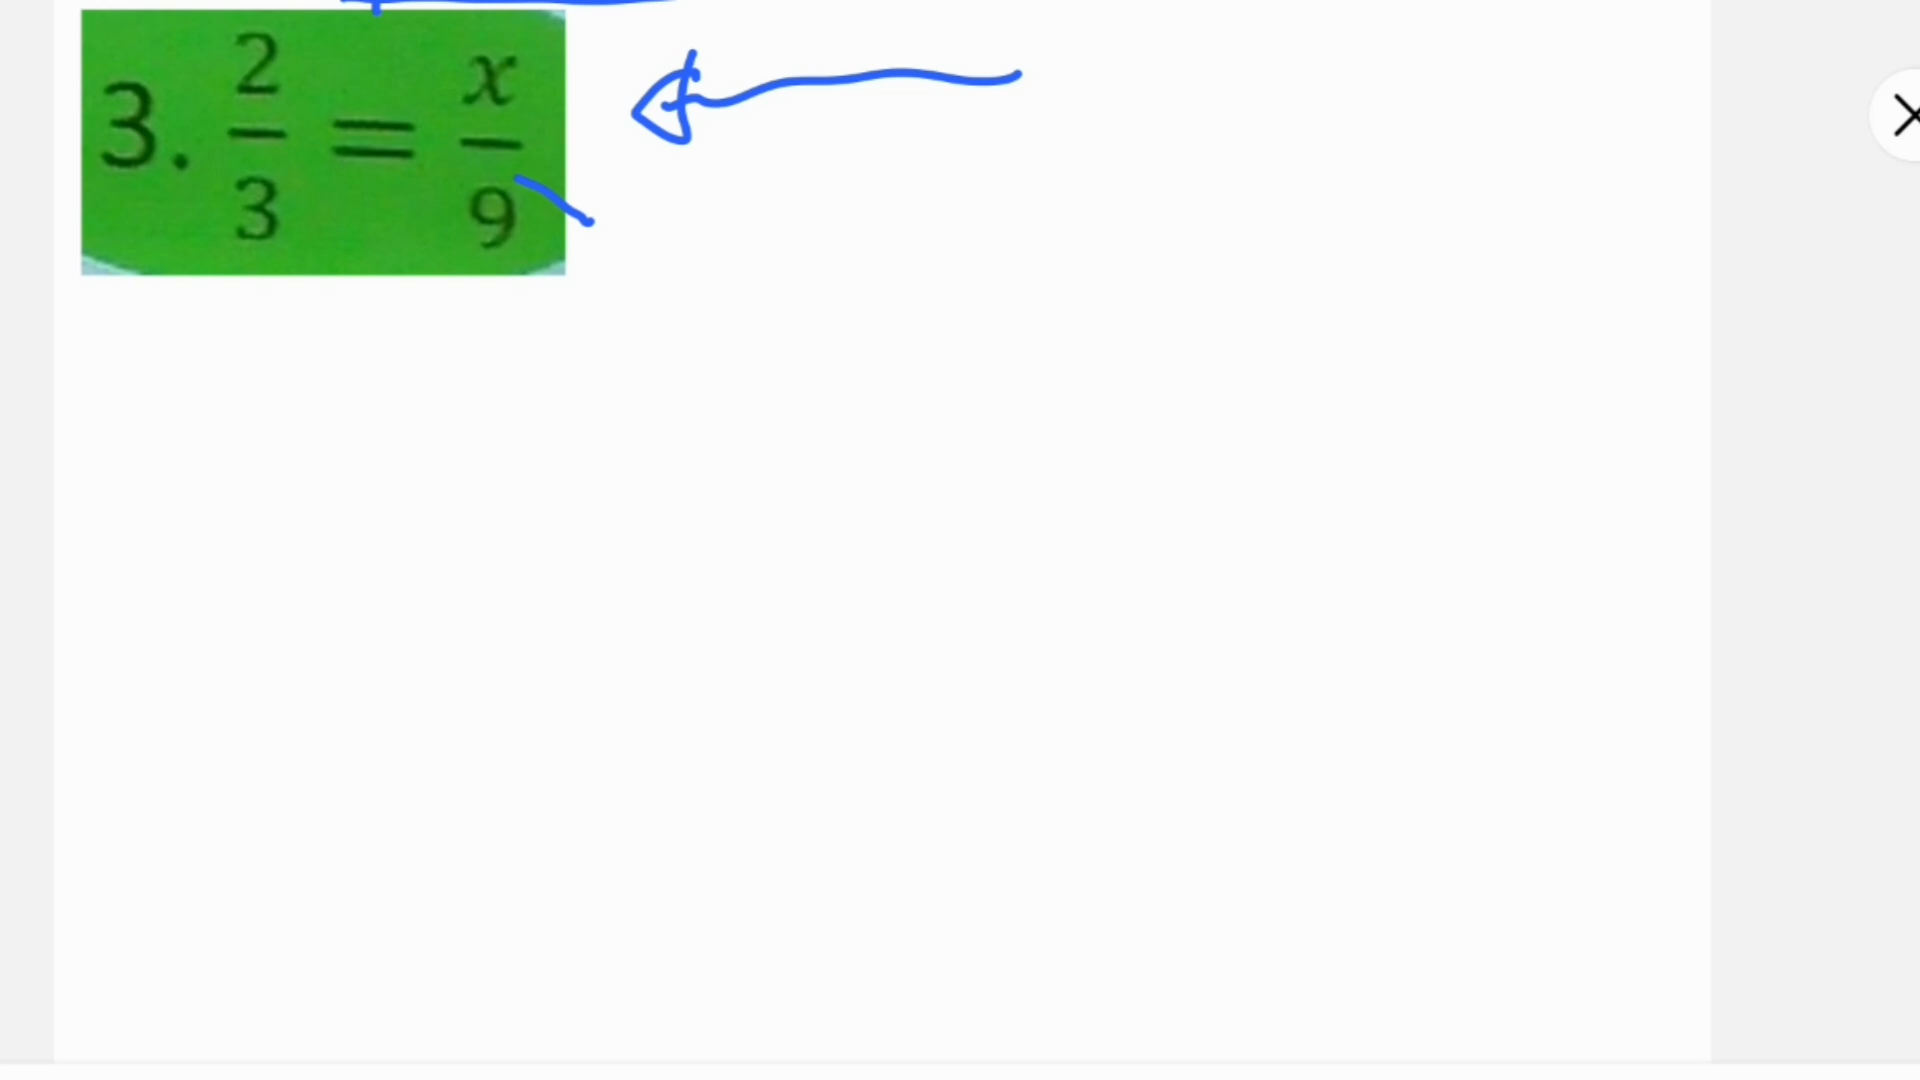 3. 2/3 = x/9